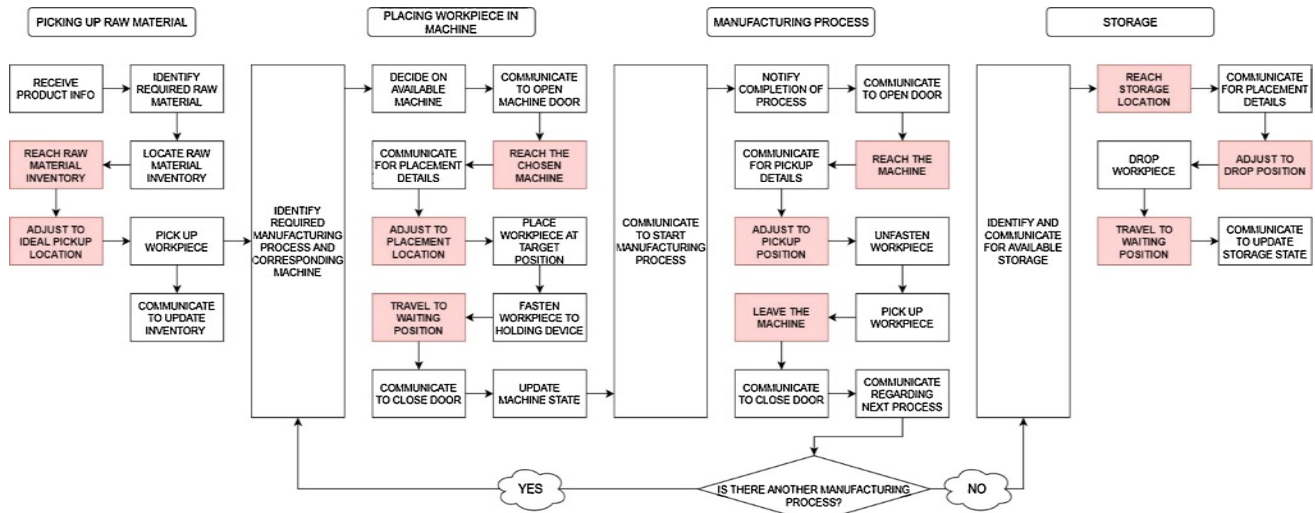 PICKING UP RAW MATERIAL
PLACING WORKPIECE IN
MACHINE
MANUFACTURING PROCESS
STORAGE
RECEIVE
PRODUCT INFO
IDENTIFY
REQUIRED RAW
MATERIAL
REACH RAW
MATERIAL
INVENTORY
LOCATE RAW
MATERIAL
INVENTORY
ADJUST TO
IDEAL PICKUP
LOCATION
PICK UP
WORKPIECE
COMMUNICATE
TO UPDATE
INVENTORY
IDENTIFY
REQUIRED
MANUFACTURING
PROCESS AND
CORRESPONDING
MACHINE
DECIDE ON
AVAILABLE
MACHINE
COMMUNICATE
TO OPEN
MACHINE DOOR
COMMUNICATE
FOR PLACEMENT
DETAILS
REACH THE
CHOSEN
MACHINE
ADJUST TO
PLACEMENT
LOCATION
PLACE
WORKPIECE AT
TARGET
POSITION
TRAVEL TO
WAITING
POSITION
FASTEN
WORKPIECE TO
HOLDING DEVICE
COMMUNICATE
TO CLOSE DOOR
UPDATE
MACHINE STATE
COMMUNICATE
TO START
MANUFACTURING
PROCESS
NOTIFY
COMPLETION OF
PROCESS
COMMUNICATE
TO OPEN DOOR
COMMUNICATE
FOR PICKUP
DETAILS
REACH THE
MACHINE
ADJUST TO
PICKUP
POSITION
UNFASTEN
WORKPIECE
LEAVE THE
MACHINE
PICK UP
WORKPIECE
COMMUNICATE
TO CLOSE DOOR
COMMUNICATE
REGARDING
NEXT PROCESS
IDENTIFY AND
COMMUNICATE
FOR AVAILABLE
STORAGE
REACH
STORAGE
LOCATION
COMMUNICATE
FOR PLACEMENT
DETAILS
DROP
WORKPIECE
ADJUST TO
DROP POSITION
TRAVEL TO
WAITING
POSITION
COMMUNICATE
TO UPDATE
STORAGE STATE
YES
IS THERE ANOTHER MANUFACTURING
PROCESS?
NO